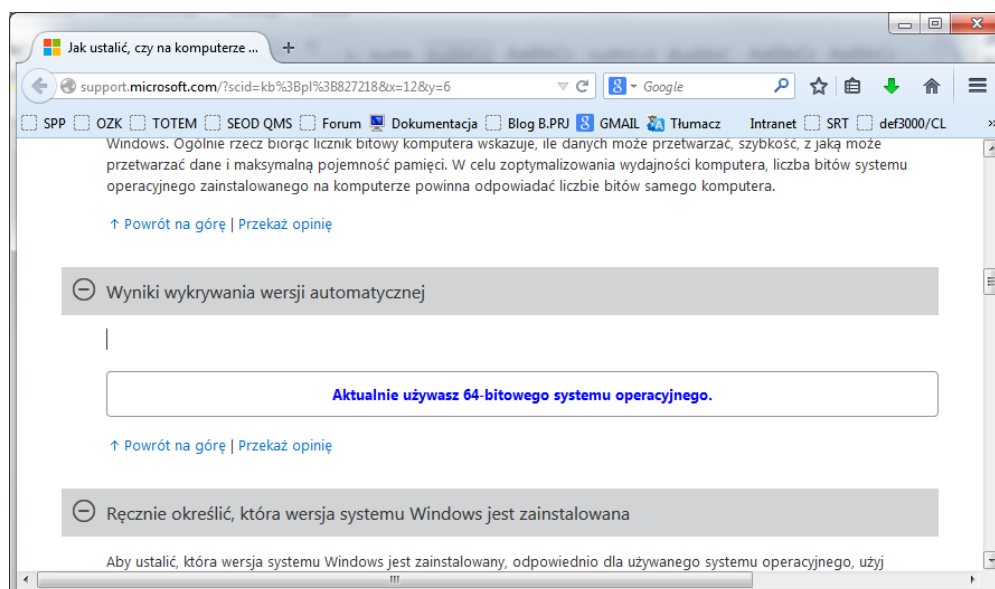 Jak ustalić, czy na komputerze ...
support.microsoft.com/?scid=kb%3Bpl%3B827218&x=12&y=6
Google
SPP OZK TOTEM SEOD QMS Forum Dokumentacja Blog B.PRJ GMAIL Tłumacz Intranet SRT def3000/CL »
Windows. Ogólnie rzecz biorąc licznik bitowy komputera wskazuje, ile danych może przetwarzać, szybkość, z jaką może
przetwarzać dane i maksymalną pojemność pamięci. W celu zoptymalizowania wydajności komputera, liczba bitów systemu
operacyjnego zainstalowanego na komputerze powinna odpowiadać liczbie bitów samego komputera.
↑ Powrót na górę | Przekaż opinię
Wyniki wykrywania wersji automatycznej
Aktualnie używasz 64-bitowego systemu operacyjnego.
↑ Powrót na górę | Przekaż opinię
Ręcznie określić, która wersja systemu Windows jest zainstalowana
Aby ustalić, która wersja systemu Windows jest zainstalowany, odpowiednio dla używanego systemu operacyjnego, użyj